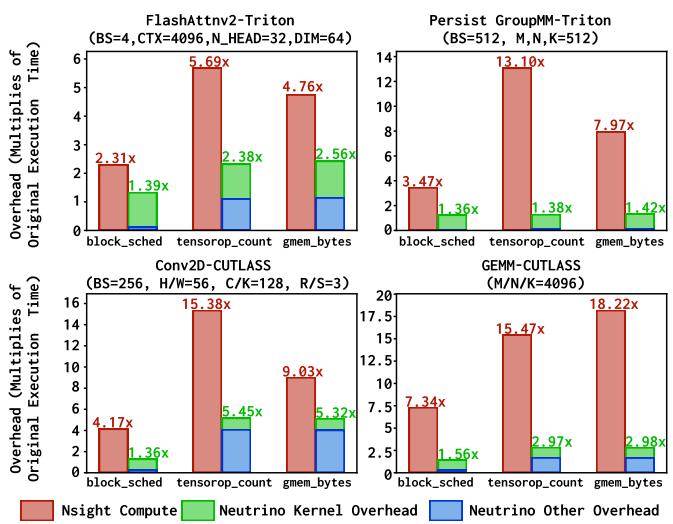 FlashAttnv2-Triton
(BS=4,CTX=4096,N_HEAD=32,DIM=64)
Overhead (Multiplies of
Original Execution Time)
6
5
4
3
2
1
0
2.31x
1.39x
5.69x
2.38x
4.76x
2.56x
block_sched tensorop_count gmem_bytes
Persist GroupMM-Triton
(BS=512, M,N,K=512)
14
12
10
8
6
4
2
0
3.47x
1.36x
13.10x
1.38x
7.97x
1.42x
block_sched tensorop_count gmem_bytes
Conv2D-CUTLASS
(BS=256, H/W=56, C/K=128, R/S=3)
Overhead (Multiplies of
Original Execution Time)
16
14
12
10
8
6
4
2
0
4.17x
1.36x
15.38x
5.45x
9.03x
5.32x
block_sched tensorop_count gmem_bytes
GEMM-CUTLASS
(M/N/K=4096)
20
17.5
15
12.5
10
7.5
5
2.5
0
7.34x
1.56x
15.47x
2.97x
18.22x
2.98x
block_sched tensorop_count gmem_bytes
Nsight Compute Neutrino Kernel Overhead Neutrino Other Overhead